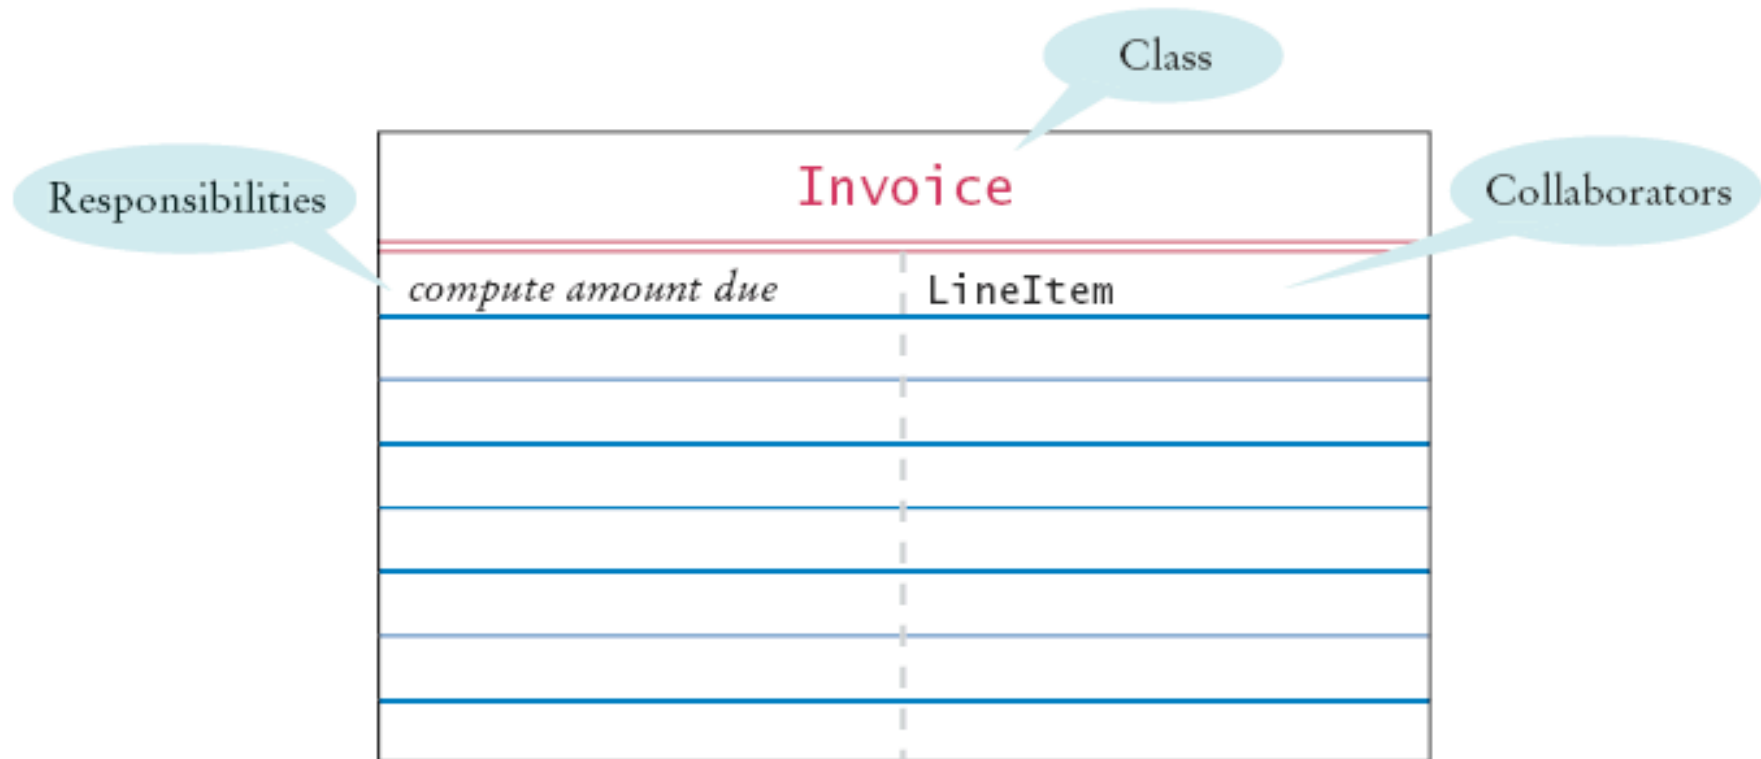 Class
Invoice
Responsibilities
Collaborators
compute amount due
LineItem